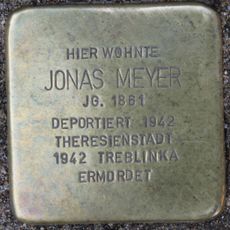 HIER WOHNTE
JONAS MEYER
JG. 1861
DEPORTIERT 1942
THERESIENSTADT
1942 TREBLINKA
ERMORDET